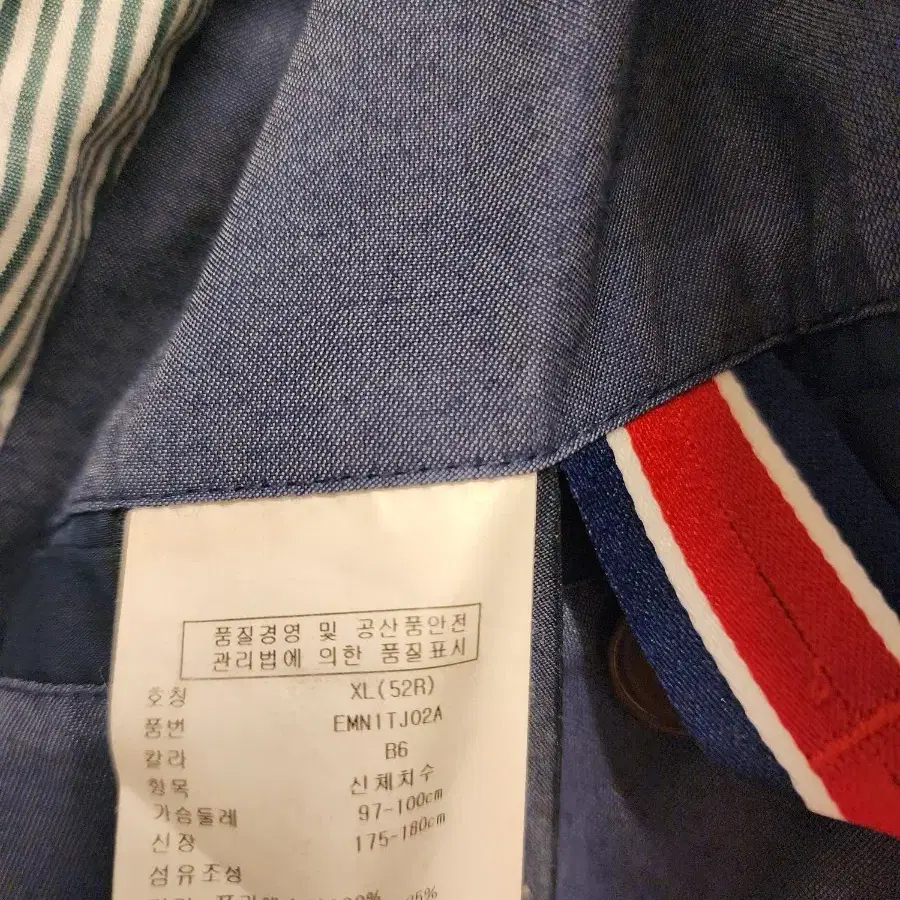 품질경영 및 공산품안전
관리법에 의한 품질표시
호칭 XL(52R)
품번 EMN1TJ02A
칼라 B6
항목 신체치수
가슴둘레 97-100cm
신장 175-180cm
섬유조성